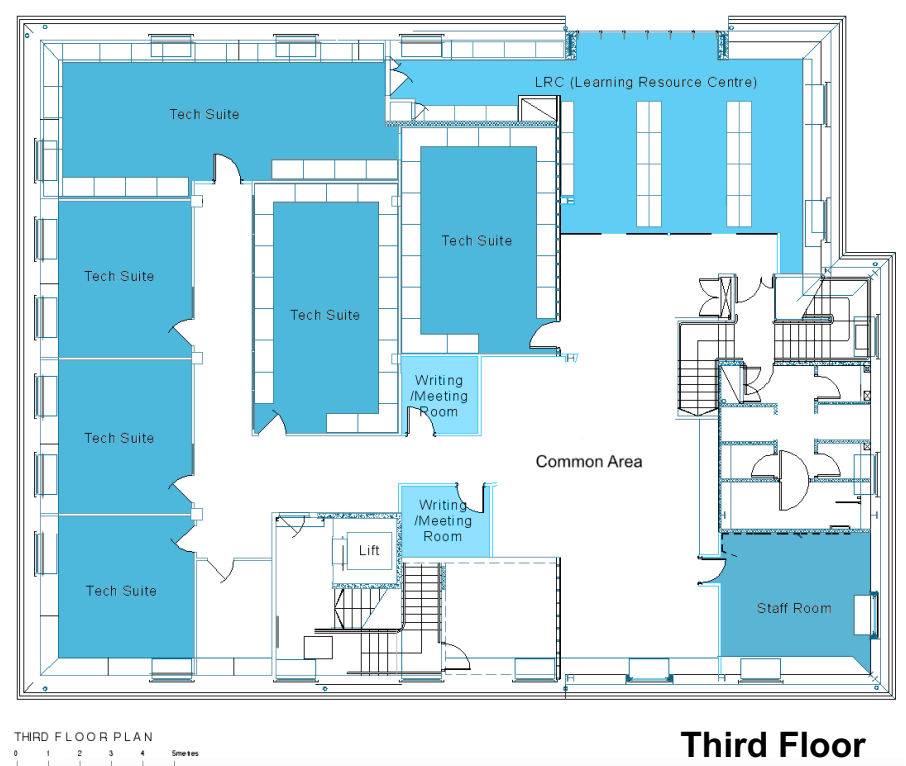 LRC (Learning Resource Centre)
Tech Suite
Tech Suite
Tech Suite
Tech Suite
Writing
/Meeting
Room
Tech Suite
Common Area
Writing
/Meeting
Room
Lift
Tech Suite
Staff Room
THIRD FLOOR PLAN
0 1 2 3 4 5metres
Third Floor